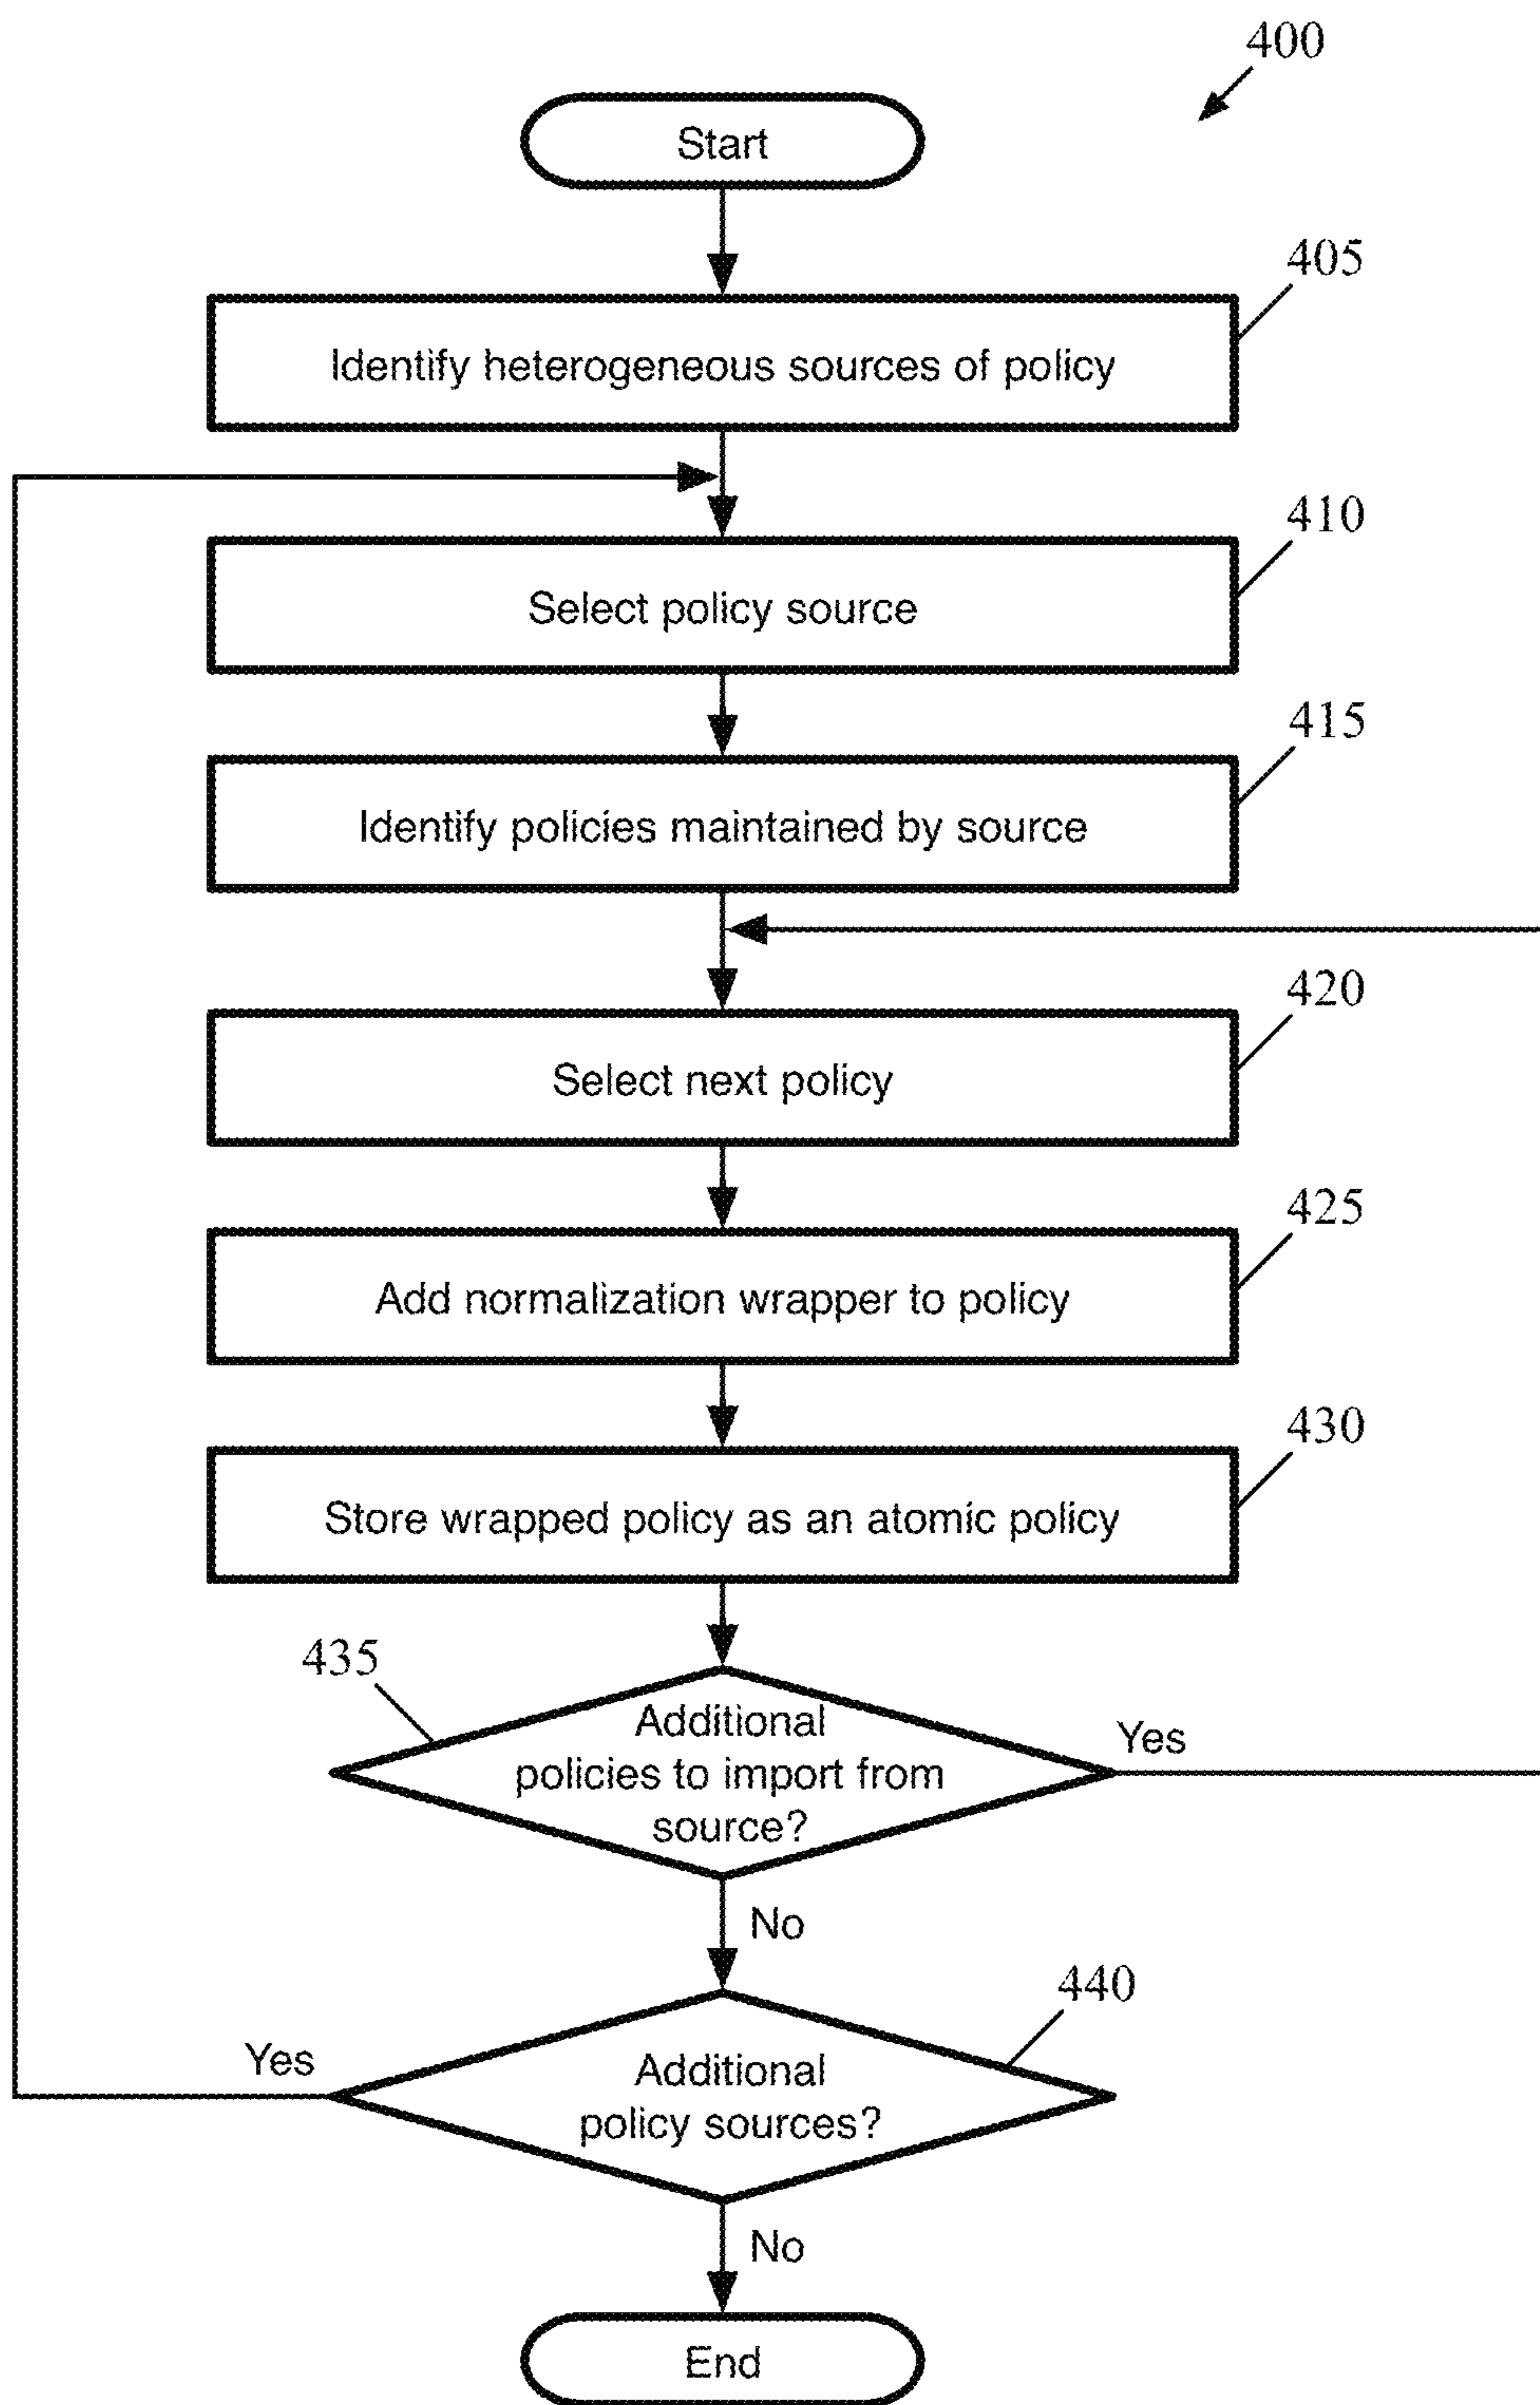 400
Start
405
Identify heterogeneous sources of policy
410
Select policy source
415
Identify policies maintained by source
420
Select next policy
425
Add normalization wrapper to policy
430
Store wrapped policy as an atomic policy
435
Additional
policies to import from
source?
Yes
No
440
Yes
Additional
policy sources?
No
End